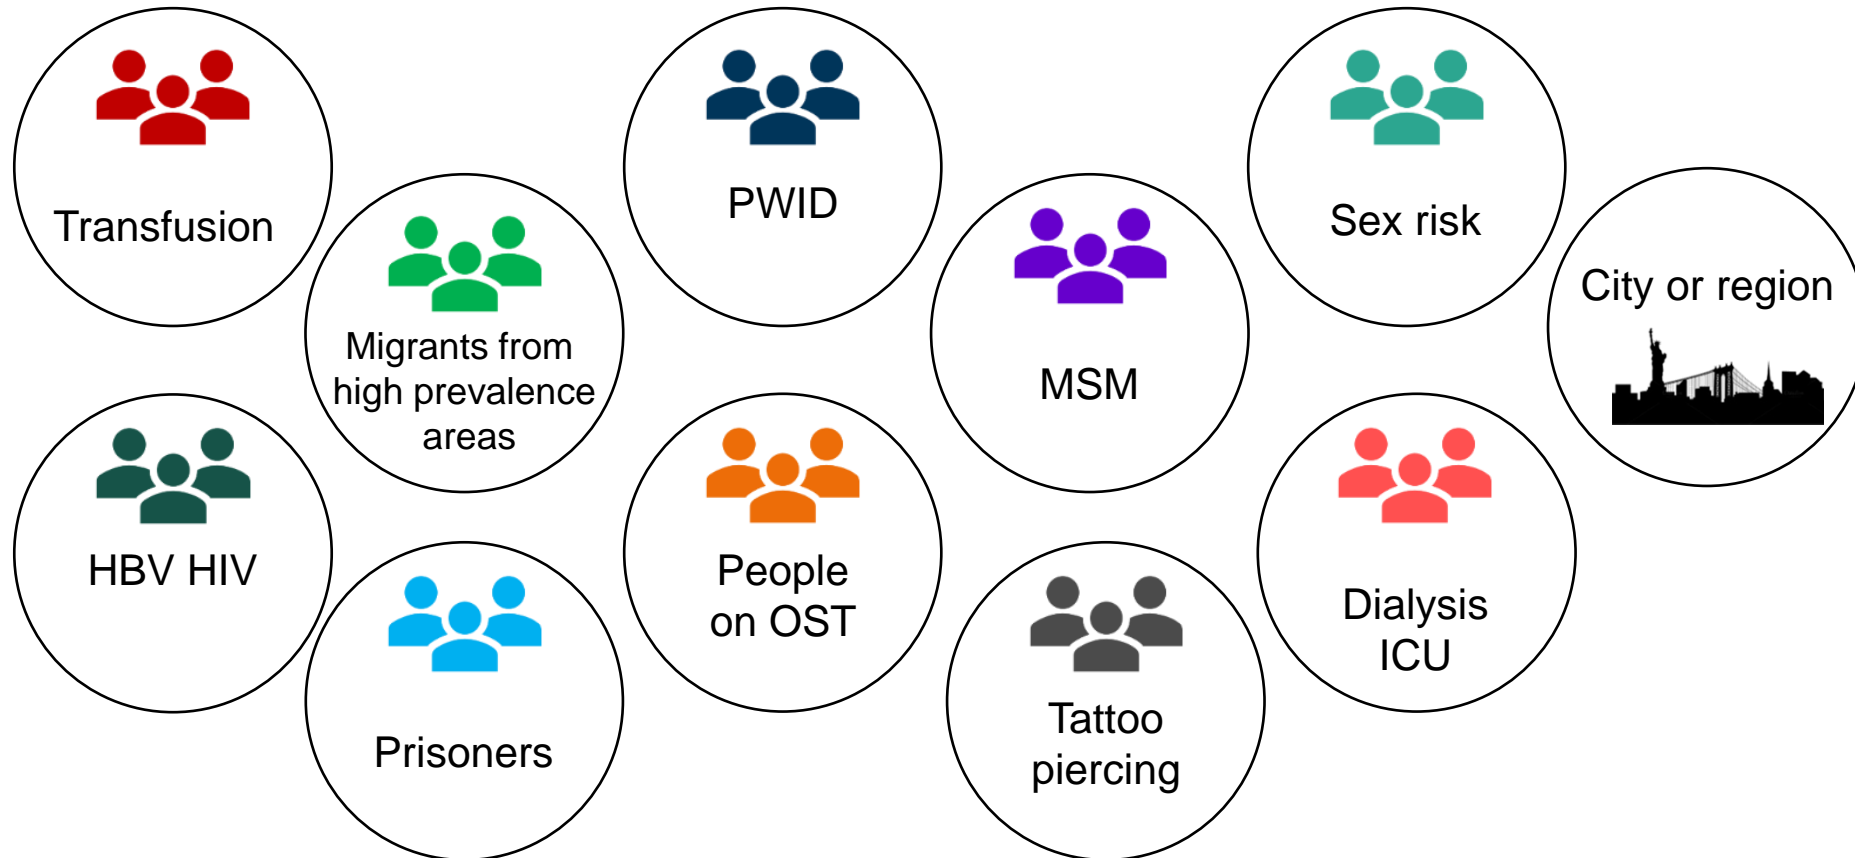 Transfusion
Migrants from
high prevalence
areas
PWID
MSM
Sex risk
City or region
HBV HIV
Prisoners
People
on OST
Tattoo
piercing
Dialysis
ICU